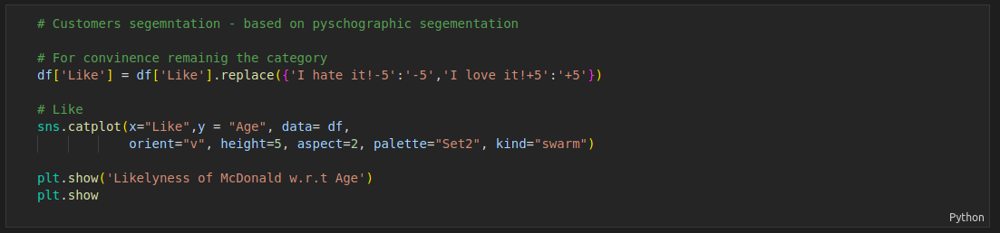 # Customers segemntation - based on pyschographic segementation
# For convinence remainig the category
df['Like'] = df['Like'].replace({'I hate it!-5':'-5','I love it!+5':'+5'})
# Like
sns.catplot(x="Like",y = "Age", data= df,
orient="v", height=5, aspect=2, palette="Set2", kind="swarm")
plt.show('Likelyness of McDonald w.r.t Age')
plt.show
Python